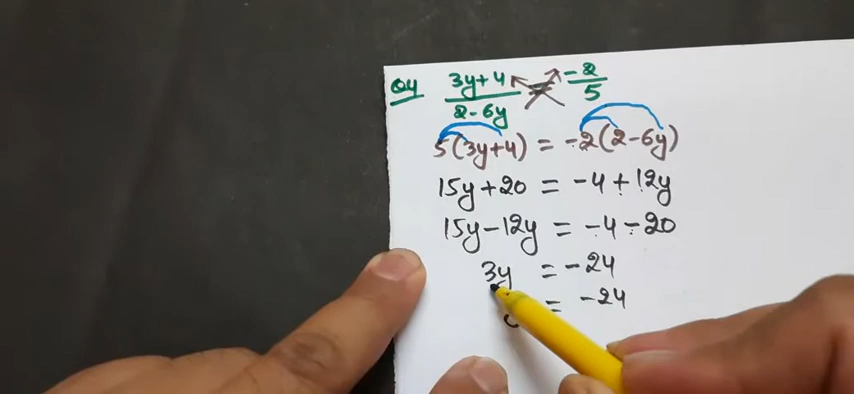 Q4 3y+4/2-6y = -2/5
5(3y+4) = -2(2-6y)
15y+20 = -4+12y
15y-12y = -4-20
3y = -24
= -24